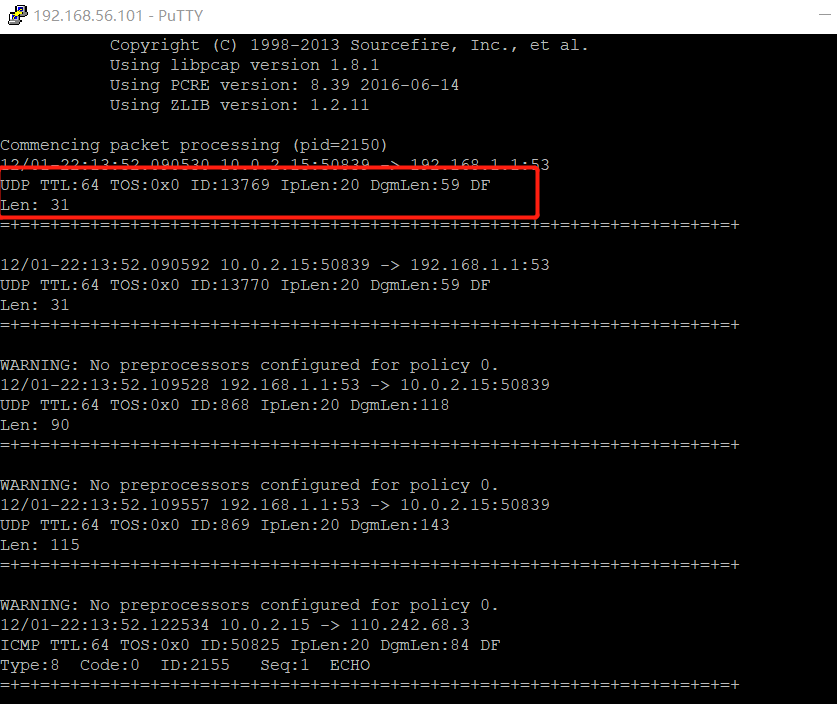 192.168.56.101 - PuTTY
Copyright (C) 1998-2013 Sourcefire, Inc., et al.
Using libpcap version 1.8.1
Using PCRE version: 8.39 2016-06-14
Using ZLIB version: 1.2.11
Commencing packet processing (pid=2150)
12/01-22:13:52.090530 10.0.2.15:50839 -> 192.168.1.1:53
UDP TTL:64 TOS:0x0 ID:13769 IpLen:20 DgmLen:59 DF
Len: 31
=+=+=+=+=+=+=+=+=+=+=+=+=+=+=+=+=+=+=+=+=+=+=+=+=+=+=+=+=+=+=+=+=+=+=+=+=+
12/01-22:13:52.090592 10.0.2.15:50839 -> 192.168.1.1:53
UDP TTL:64 TOS:0x0 ID:13770 IpLen:20 DgmLen:59 DF
Len: 31
=+=+=+=+=+=+=+=+=+=+=+=+=+=+=+=+=+=+=+=+=+=+=+=+=+=+=+=+=+=+=+=+=+=+=+=+=+
WARNING: No preprocessors configured for policy 0.
12/01-22:13:52.109528 192.168.1.1:53 -> 10.0.2.15:50839
UDP TTL:64 TOS:0x0 ID:868 IpLen:20 DgmLen:118
Len: 90
=+=+=+=+=+=+=+=+=+=+=+=+=+=+=+=+=+=+=+=+=+=+=+=+=+=+=+=+=+=+=+=+=+=+=+=+=+
WARNING: No preprocessors configured for policy 0.
12/01-22:13:52.109557 192.168.1.1:53 -> 10.0.2.15:50839
UDP TTL:64 TOS:0x0 ID:869 IpLen:20 DgmLen:143
Len: 115
=+=+=+=+=+=+=+=+=+=+=+=+=+=+=+=+=+=+=+=+=+=+=+=+=+=+=+=+=+=+=+=+=+=+=+=+=+
WARNING: No preprocessors configured for policy 0.
12/01-22:13:52.122534 10.0.2.15 -> 110.242.68.3
ICMP TTL:64 TOS:0x0 ID:50825 IpLen:20 DgmLen:84 DF
Type:8  Code:0  ID:2155   Seq:1  ECHO
=+=+=+=+=+=+=+=+=+=+=+=+=+=+=+=+=+=+=+=+=+=+=+=+=+=+=+=+=+=+=+=+=+=+=+=+=+